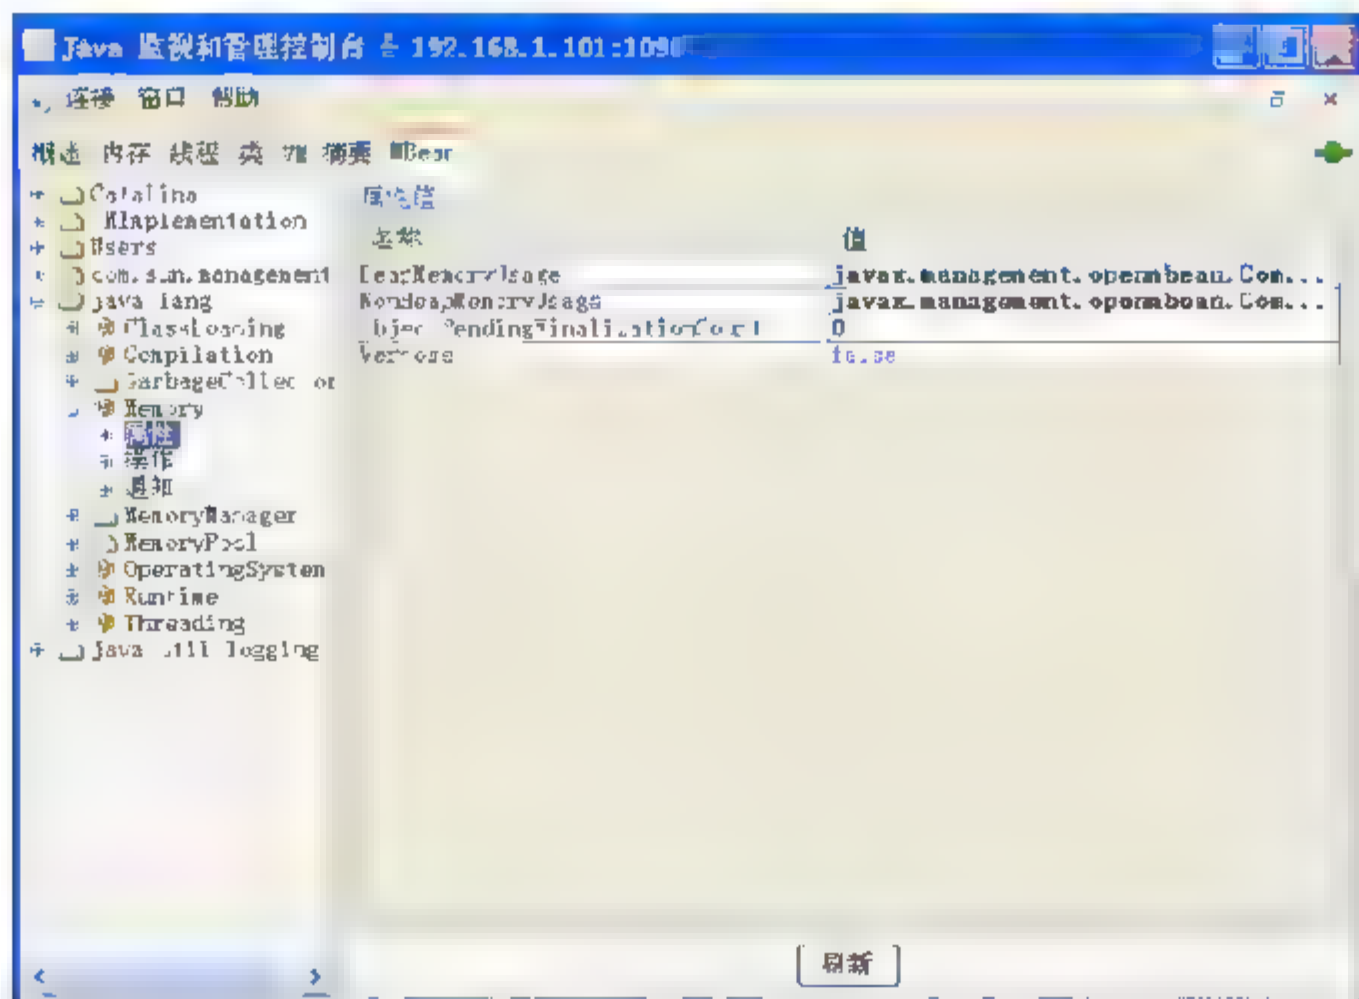 Java 监视和管理控制台 - 192.168.1.101:1090
连接 窗口 帮助
概述 内存 线程 类 VM 摘要 MBean
Catalina
JMImplementation
Users
com.sun.management
java.lang
ClassLoading
Compilation
GarbageCollector
Memory
属性
操作
通知
MemoryManager
MemoryPool
OperatingSystem
Runtime
Threading
java.util.logging
属性值
名称 值
HeapMemoryUsage javax.management.openmbean.Com...
NonHeapMemoryUsage javax.management.openmbean.Com...
ObjectPendingFinalizationCount 0
Verbose false
刷新